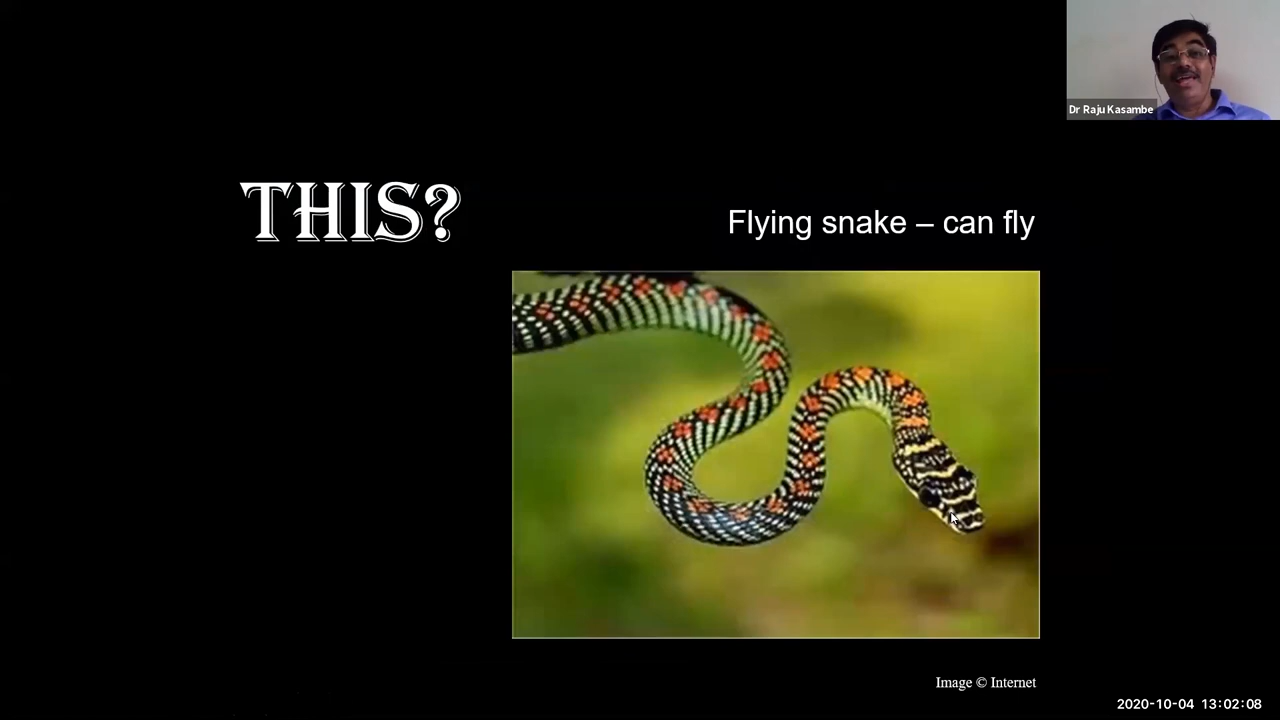 Dr Raju Kasambe
THIS?
Flying snake – can fly
Image © Internet
2020-10-04 13:02:08